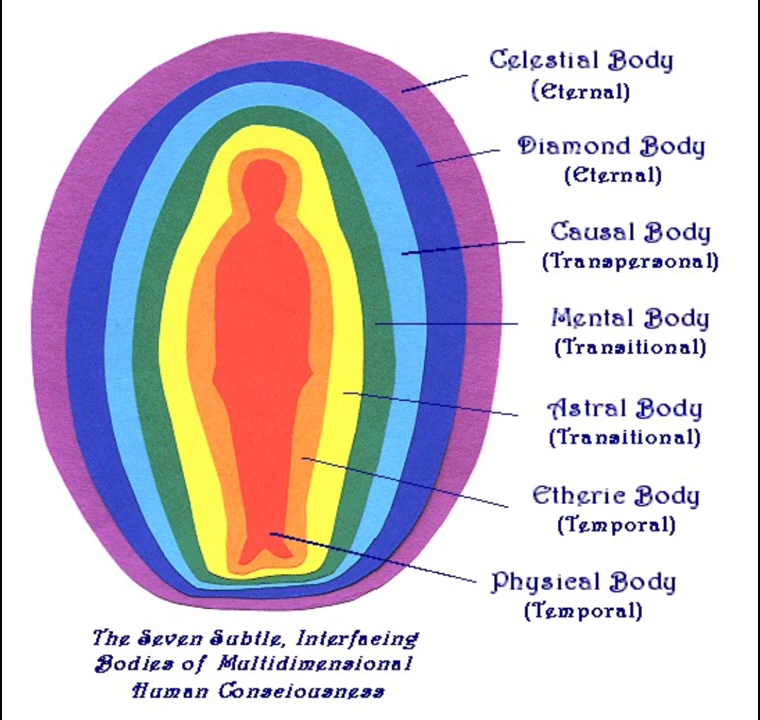 Celestial Body
(Eternal)
Diamond Body
(Eternal)
Causal Body
(Transpersonal)
Mental Body
(Transitional)
Astral Body
(Transitional)
Etheric Body
(Temporal)
Physical Body
(Temporal)
The Seven Subtle, Interfacing
Bodies of Multidimensional
Human Consciousness